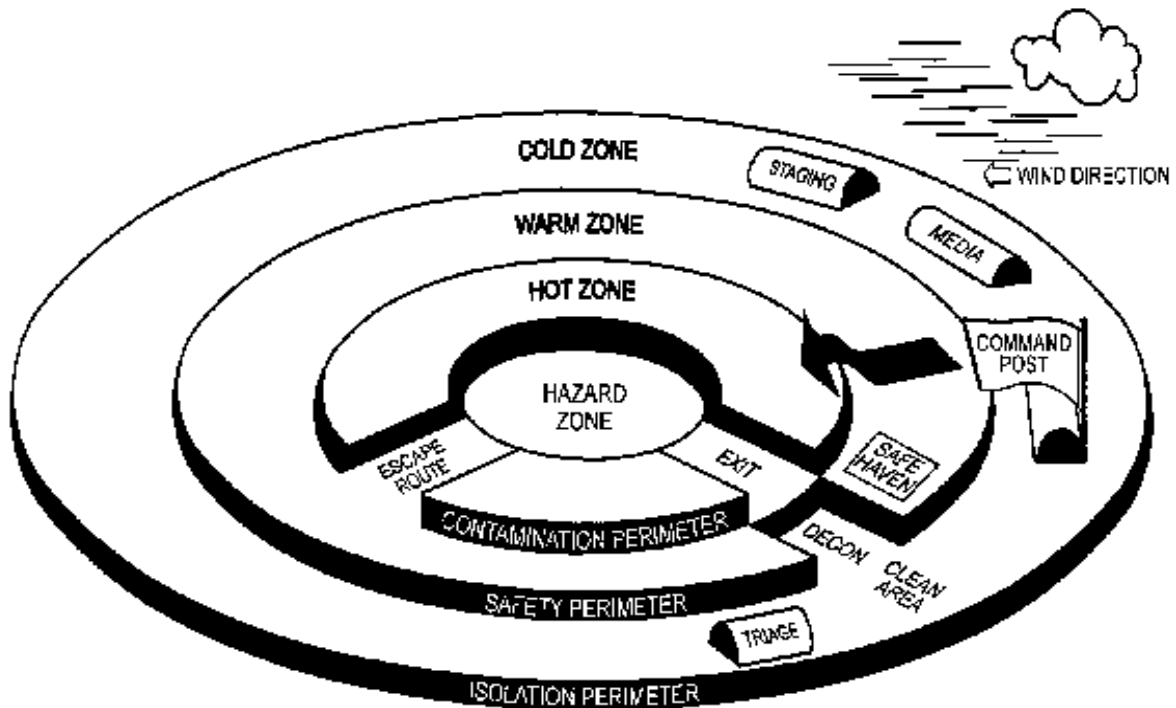 COLD ZONE
STAGING
WIND DIRECTION
WARM ZONE
MEDIA
HOT ZONE
COMMAND
POST
HAZARD
ZONE
ESCAPE
ROUTE
EXIT
SAFE
HAVEN
CONTAMINATION PERIMETER
DECON
CLEAN
AREA
SAFETY PERIMETER
TRIAGE
ISOLATION PERIMETER